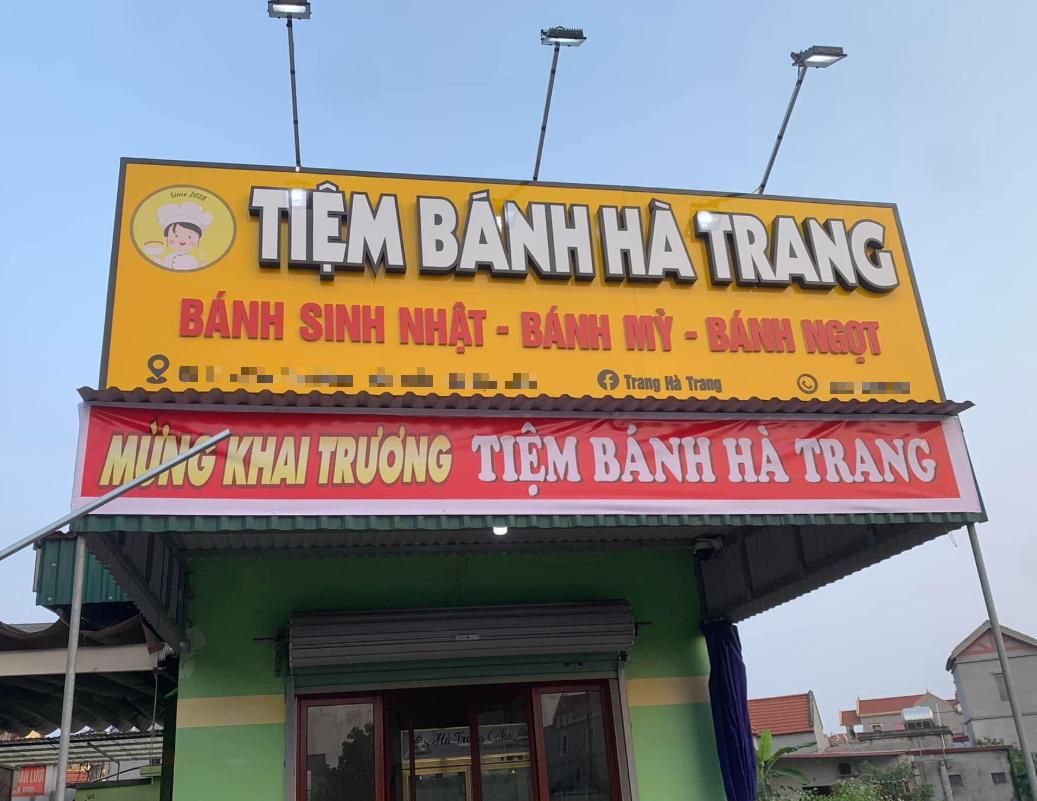 Since 2018
TIỆM BÁNH HÀ TRANG
BÁNH SINH NHẬT - BÁNH MỲ - BÁNH NGỌT
Trang Hà Trang
MỪNG KHAI TRƯƠNG TIỆM BÁNH HÀ TRANG
Hà Trang Cake